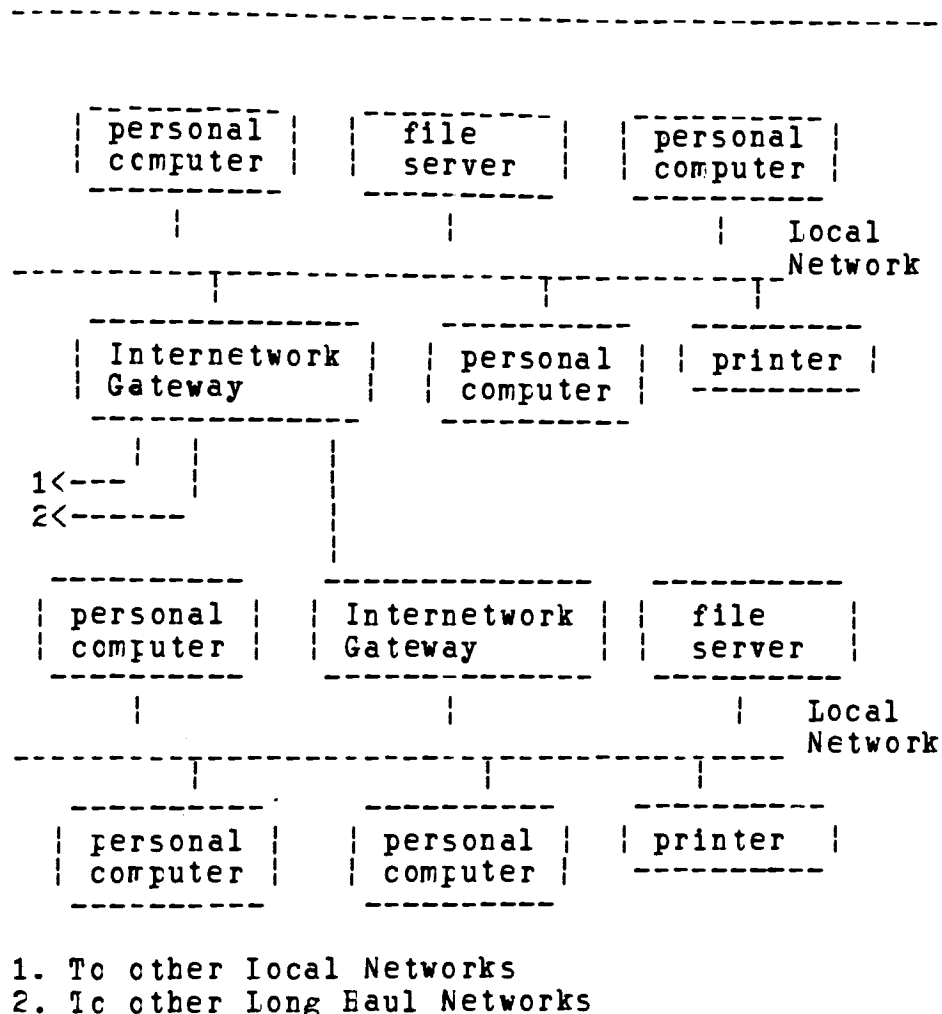 personal file personal
computer server computer
Local
Network
Internetwork personal printer
Gateway computer
1<---
2<------
personal Internetwork file
computer Gateway server
Local
Network
personal personal printer
computer computer
1. To other Local Networks
2. To other Long Haul Networks